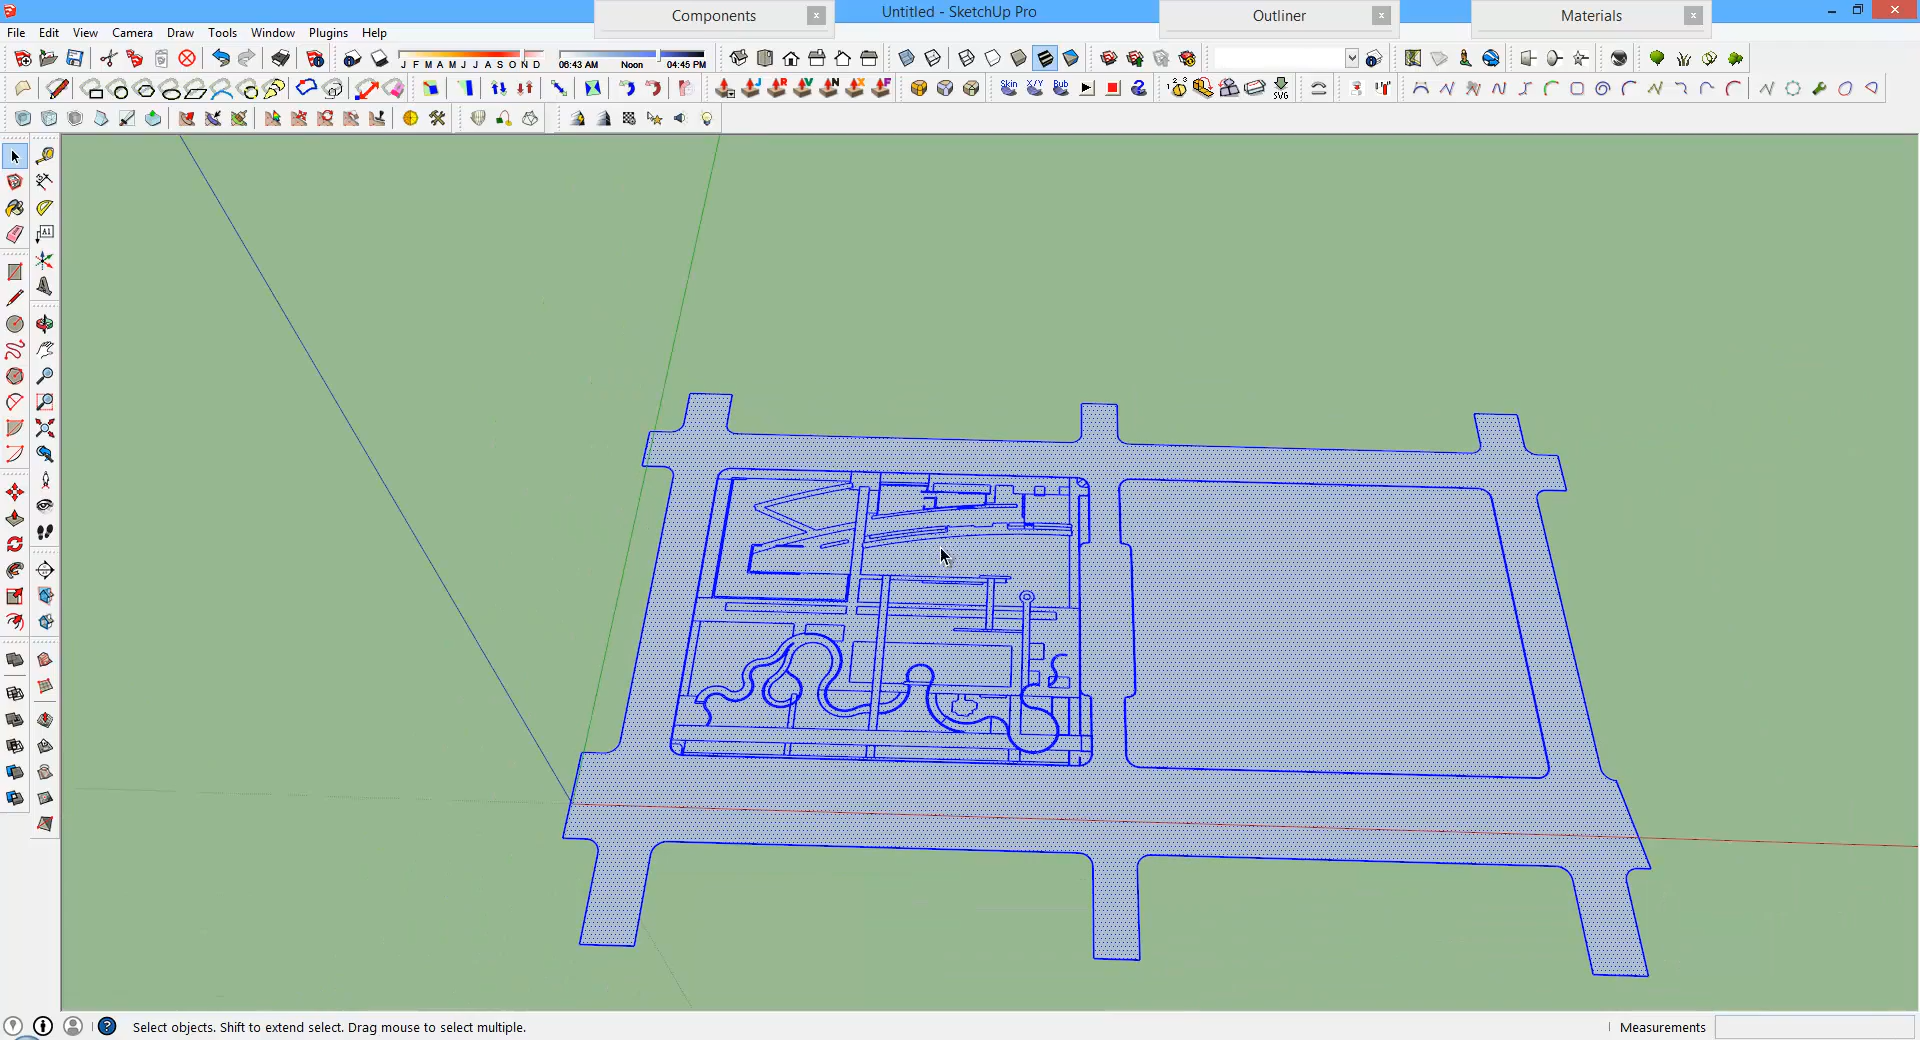 Untitled - SketchUp Pro
Components
Outliner
Materials
File Edit View Camera Draw Tools Window Plugins Help
J F M A M J J A S O N D
06:43 AM Noon 04:45 PM
Skin X/Y Bub
SVG
Select objects. Shift to extend select. Drag mouse to select multiple.
Measurements